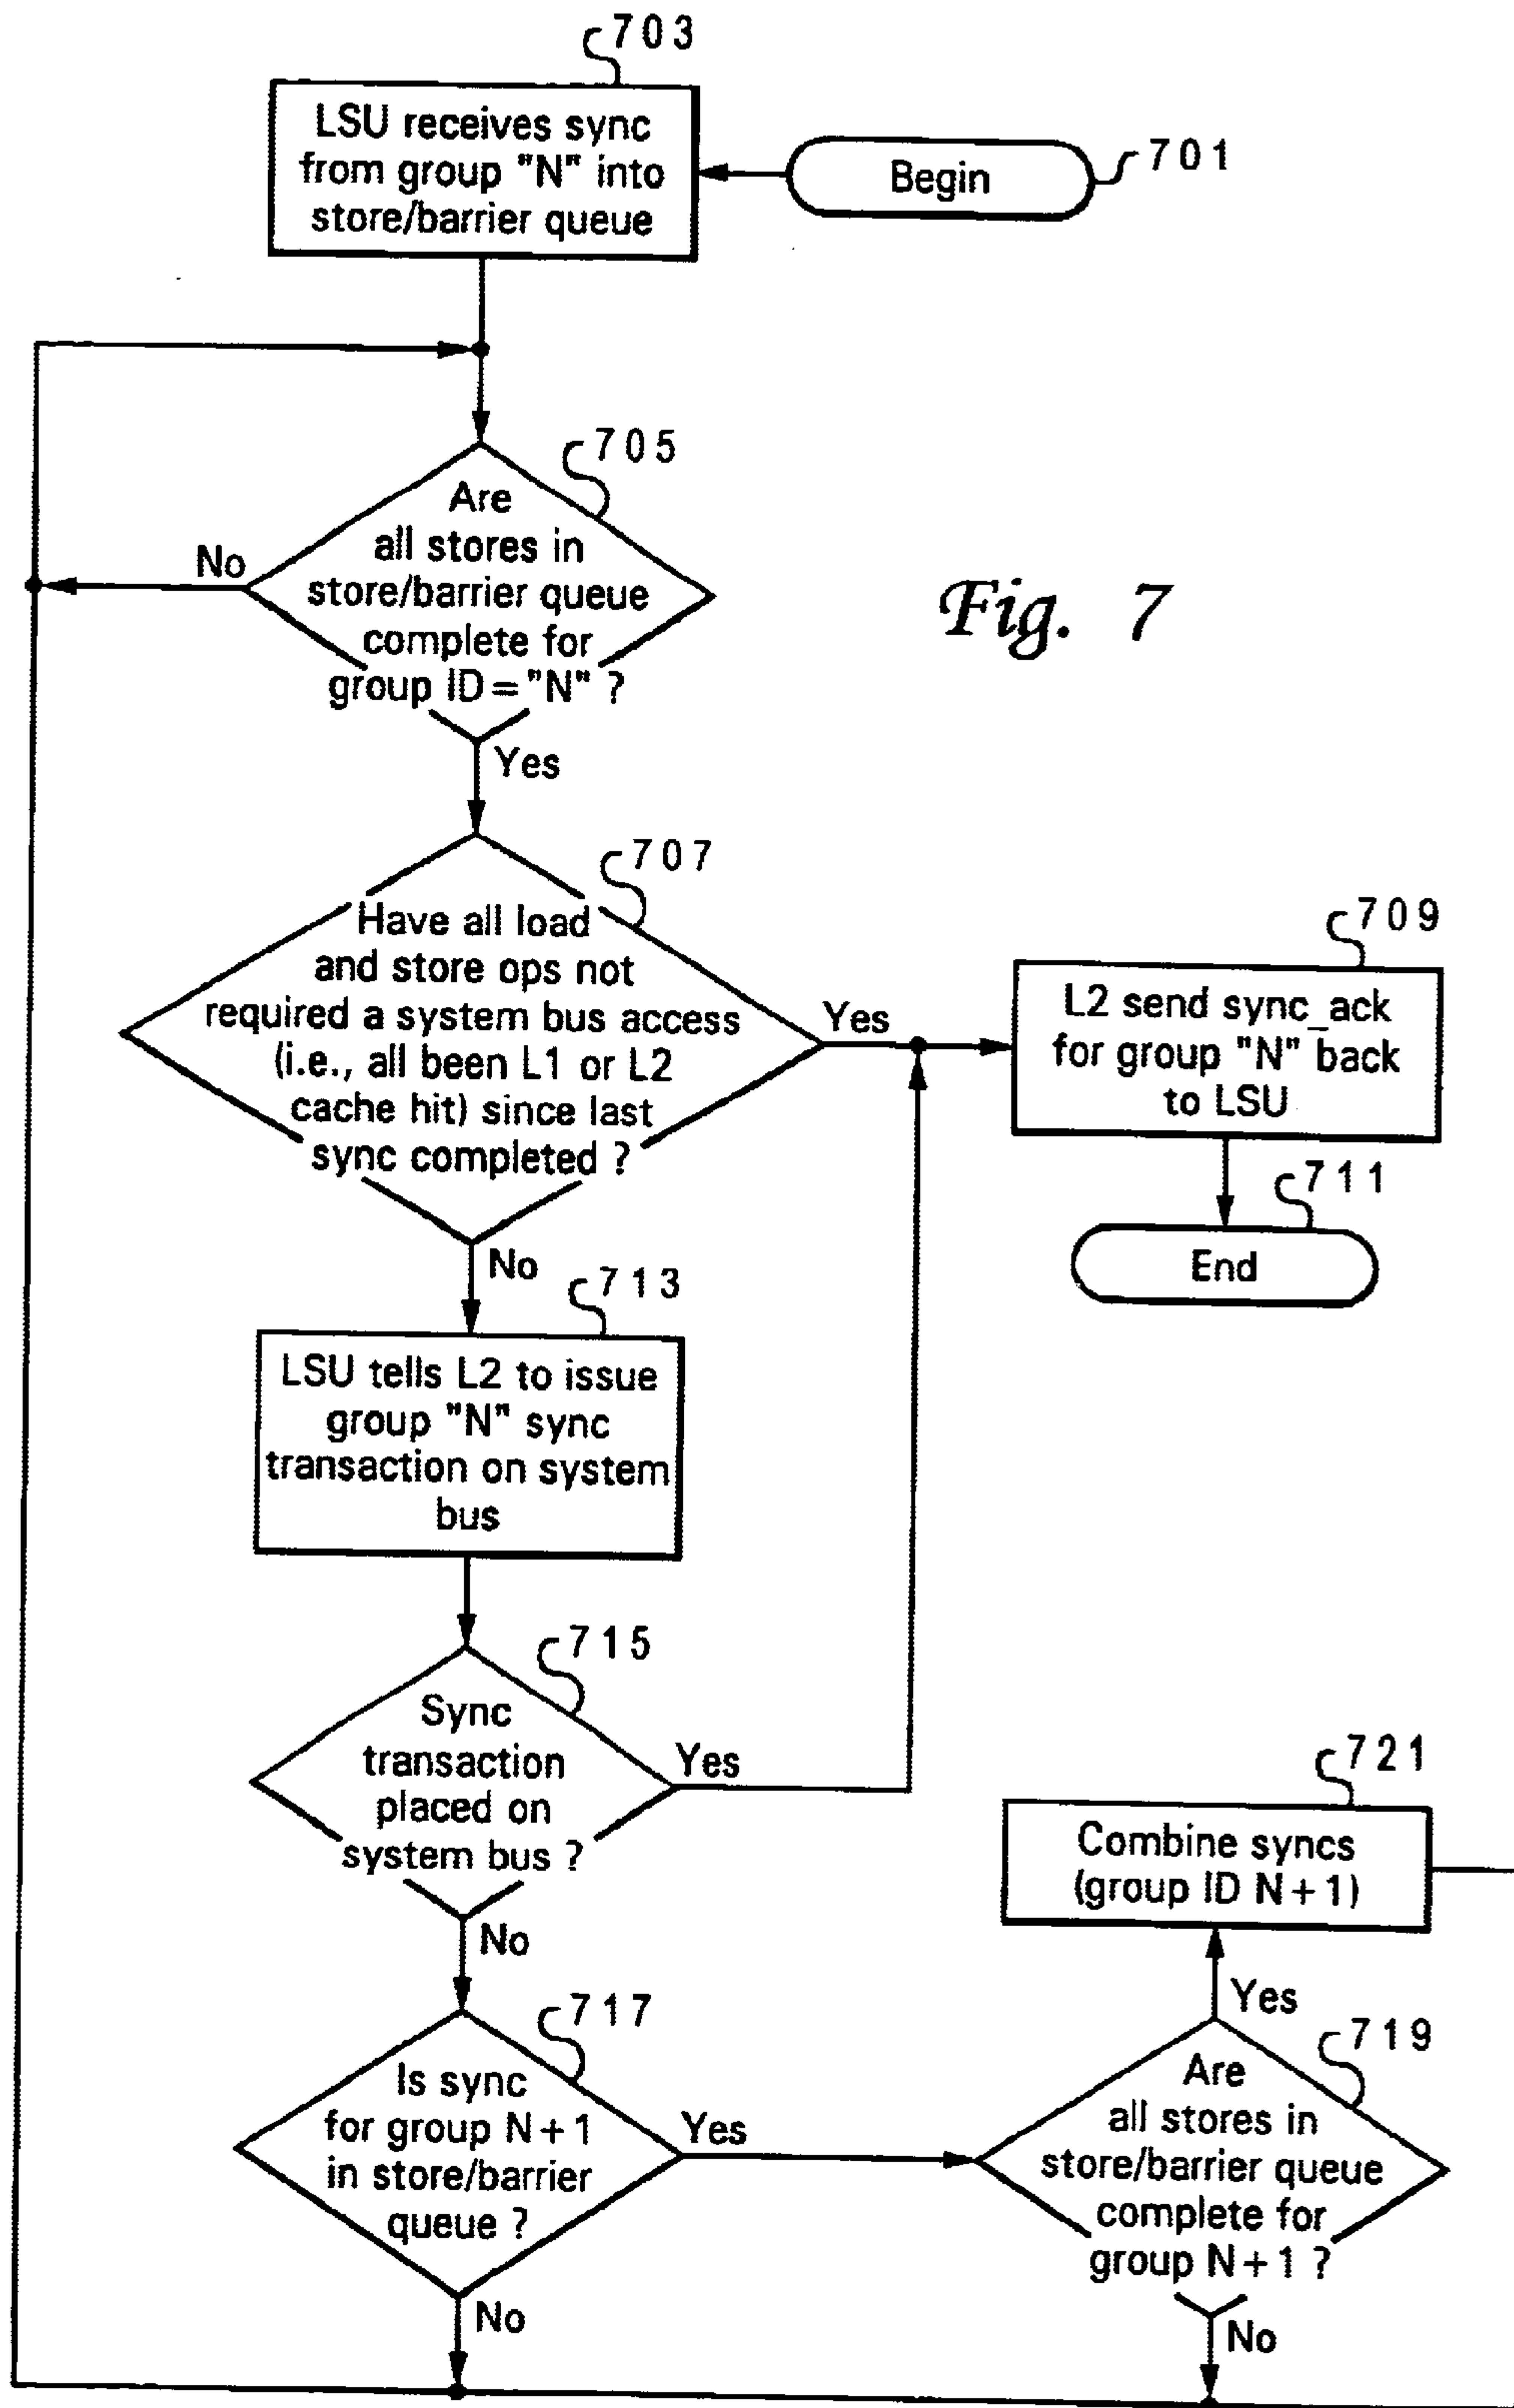 703
LSU receives sync
from group "N" into
store/barrier queue
Begin
701
705
Are
all stores in
store/barrier queue
complete for
group ID = "N" ?
No
Yes
Fig. 7
707
Have all load
and store ops not
required a system bus access
(i.e., all been L1 or L2
cache hit) since last
sync completed ?
Yes
No
709
L2 send sync_ack
for group "N" back
to LSU
711
End
713
LSU tells L2 to issue
group "N" sync
transaction on system
bus
715
Sync
transaction
placed on
system bus ?
Yes
No
721
Combine syncs
(group ID N + 1)
717
Is sync
for group N + 1
in store/barrier
queue ?
Yes
No
Yes
719
Are
all stores in
store/barrier queue
complete for
group N + 1 ?
No